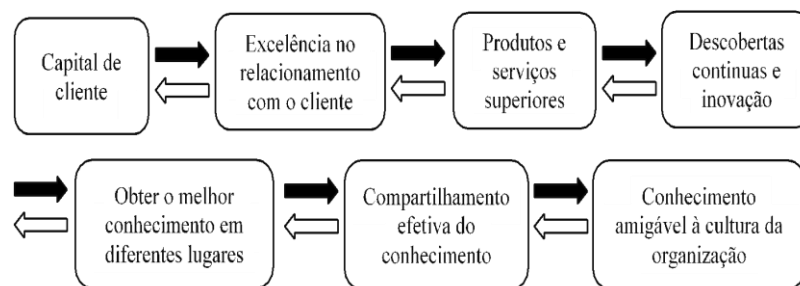 Capital de
cliente
Excelência no
relacionamento
com o cliente
Produtos e
serviços
superiores
Descobertas
continuas e
inovação
Obter o melhor
conhecimento em
diferentes lugares
Compartilhamento
efetiva do
conhecimento
Conhecimento
amigável à cultura da
organização